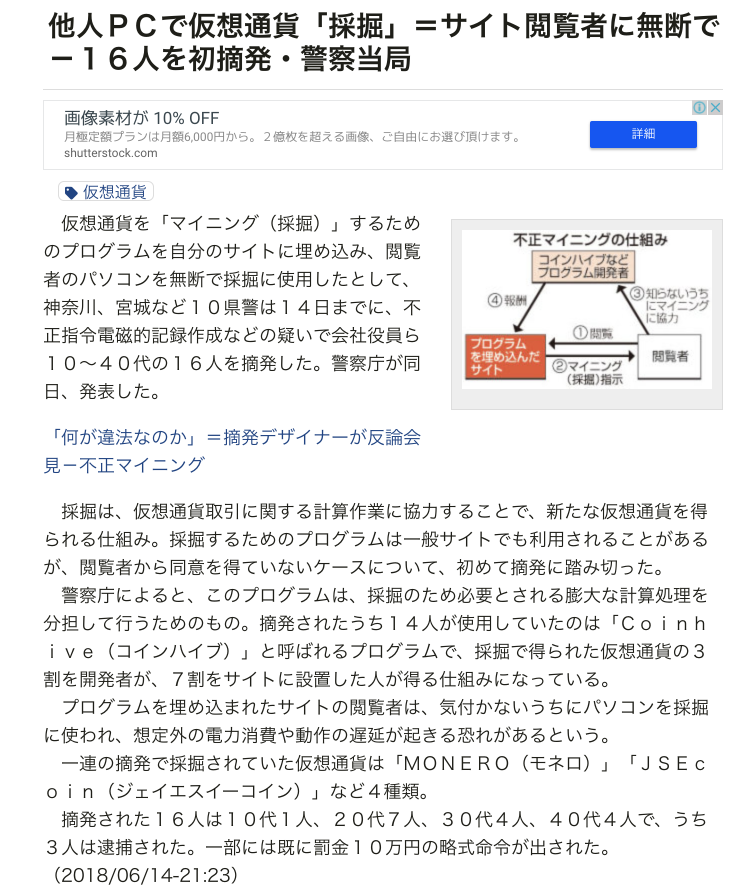 他人ＰＣで仮想通貨「採掘」＝サイト閲覧者に無断で
－１６人を初摘発・警察当局
画像素材が 10% OFF
月極定額プランは月額6,000円から。２億枚を超える画像、ご自由にお選び頂けます。
shutterstock.com
詳細
仮想通貨
仮想通貨を「マイニング（採掘）」するため
のプログラムを自分のサイトに埋め込み、閲覧
者のパソコンを無断で採掘に使用したとして、
神奈川、宮城など１０県警は１４日までに、不
正指令電磁的記録作成などの疑いで会社役員ら
１０～４０代の１６人を摘発した。警察庁が同
日、発表した。
不正マイニングの仕組み
コインハイブなど
プログラム開発者
④報酬
③知らないうち
にマイニング
に協力
プログラム
を埋め込んだ
サイト
①閲覧
②マイニング
(採掘)指示
閲覧者
「何が違法なのか」＝摘発デザイナーが反論会
見－不正マイニング
採掘は、仮想通貨取引に関する計算作業に協力することで、新たな仮想通貨を得
られる仕組み。採掘するためのプログラムは一般サイトでも利用されることがある
が、閲覧者から同意を得ていないケースについて、初めて摘発に踏み切った。
警察庁によると、このプログラムは、採掘のため必要とされる膨大な計算処理を
分担して行うためのもの。摘発されたうち１４人が使用していたのは「Ｃｏｉｎｈ
ｉｖｅ（コインハイブ）」と呼ばれるプログラムで、採掘で得られた仮想通貨の３
割を開発者が、７割をサイトに設置した人が得る仕組みになっている。
プログラムを埋め込まれたサイトの閲覧者は、気付かないうちにパソコンを採掘
に使われ、想定外の電力消費や動作の遅延が起きる恐れがあるという。
一連の摘発で採掘されていた仮想通貨は「ＭＯＮＥＲＯ（モネロ）」「ＪＳＥｃ
ｏｉｎ（ジェイエスイーコイン）」など４種類。
摘発された１６人は１０代１人、２０代７人、３０代４人、４０代４人で、うち
３人は逮捕された。一部には既に罰金１０万円の略式命令が出された。
（2018/06/14-21:23）